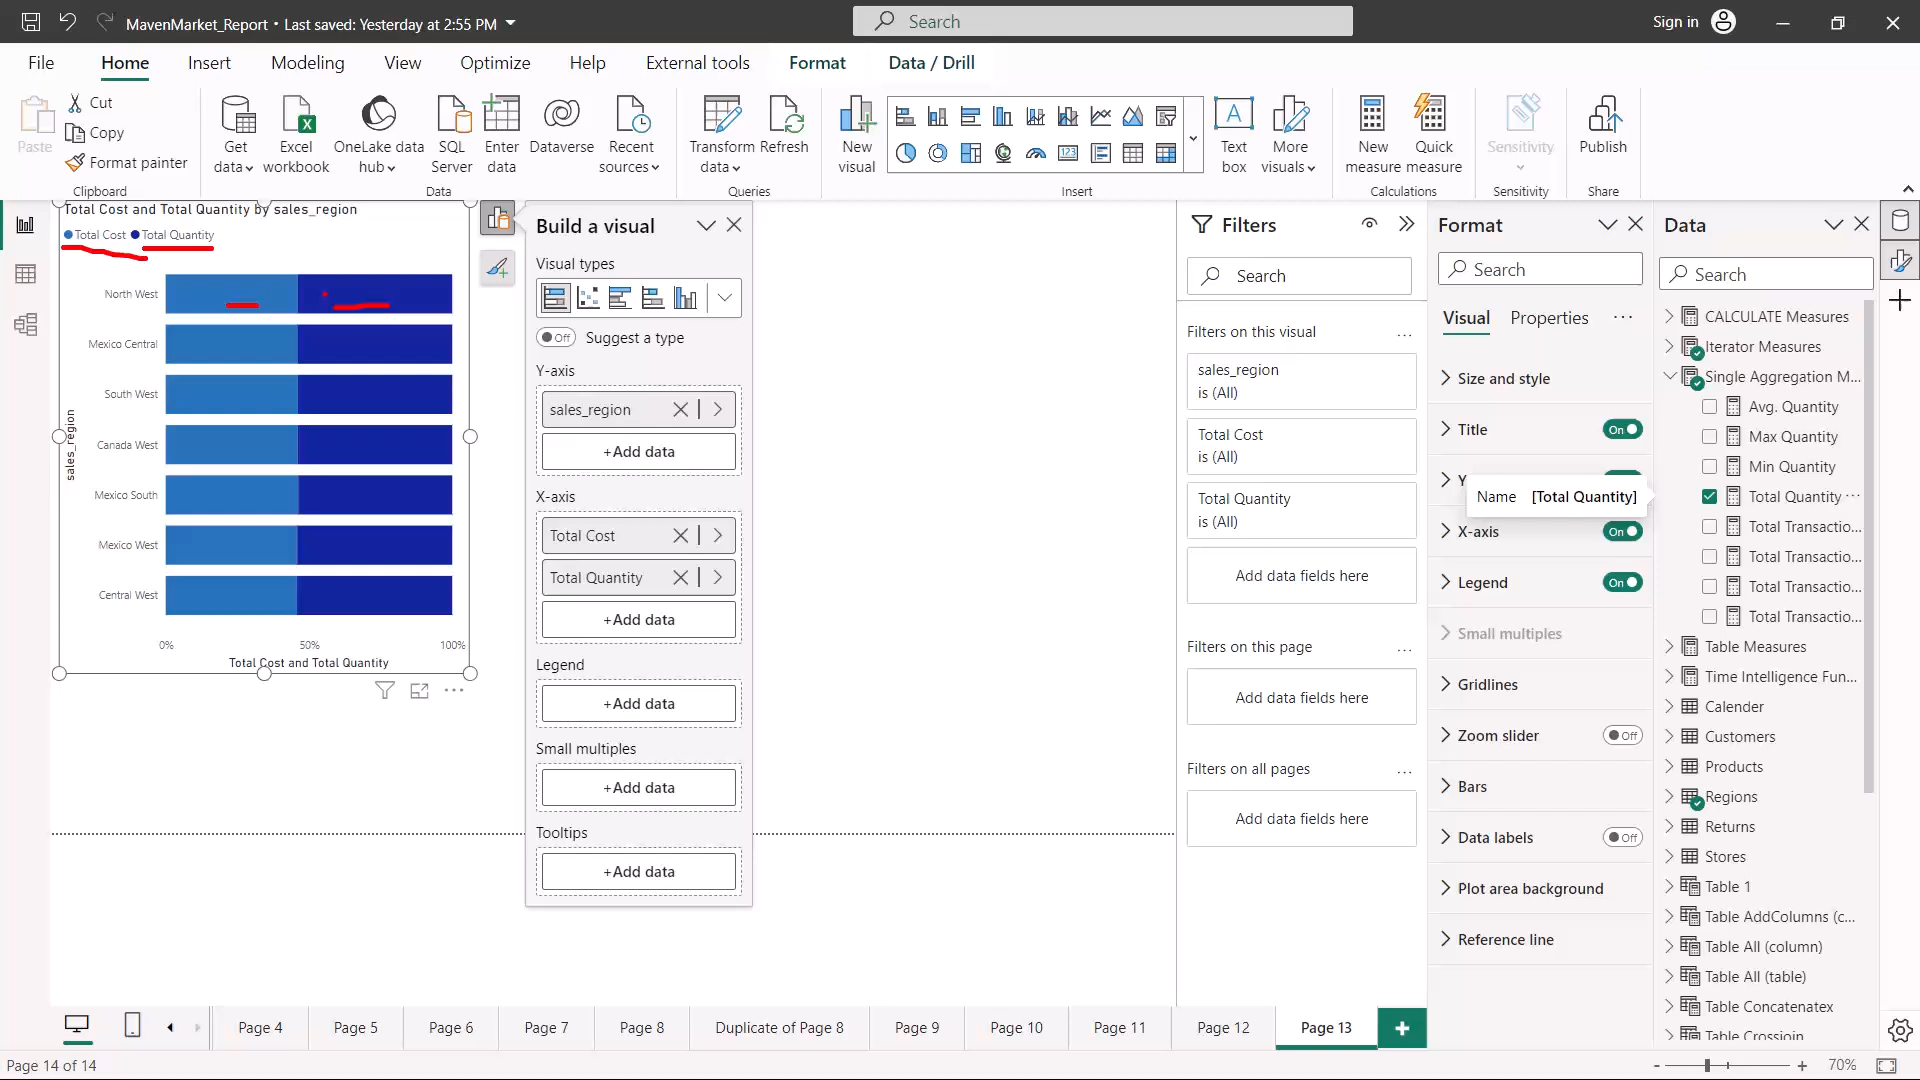 MavenMarket_Report • Last saved: Yesterday at 2:55 PM
Search
Sign in
File
Home
Insert
Modeling
View
Optimize
Help
External tools
Format
Data / Drill
Paste
Cut
Copy
Format painter
Clipboard
Get data
Excel workbook
OneLake data hub
SQL Server
Enter data
Dataverse
Recent sources
Data
Transform data
Refresh
Queries
New visual
Text box
More visuals
Insert
New measure
Quick measure
Calculations
Sensitivity
Sensitivity
Publish
Share
Total Cost and Total Quantity by sales_region
Total Cost
Total Quantity
sales_region
North West
Mexico Central
South West
Canada West
Mexico South
Mexico West
Central West
0%
50%
100%
Total Cost and Total Quantity
Build a visual
Visual types
Off
Suggest a type
Y-axis
sales_region
+Add data
X-axis
Total Cost
Total Quantity
+Add data
Legend
+Add data
Small multiples
+Add data
Tooltips
+Add data
Filters
Search
Filters on this visual
...
sales_region
is (All)
Total Cost
is (All)
Total Quantity
is (All)
Add data fields here
Filters on this page
...
Add data fields here
Filters on all pages
...
Add data fields here
Format
Search
Visual
Properties
...
Size and style
Title
On
Y
Name [Total Quantity]
X-axis
On
Legend
On
Small multiples
Gridlines
Zoom slider
Off
Bars
Data labels
Off
Plot area background
Reference line
Data
Search
CALCULATE Measures
Iterator Measures
Single Aggregation M...
Avg. Quantity
Max Quantity
Min Quantity
Total Quantity ...
Total Transactio...
Total Transactio...
Total Transactio...
Total Transactio...
Table Measures
Time Intelligence Fun...
Calender
Customers
Products
Regions
Returns
Stores
Table 1
Table AddColumns (c...
Table All (column)
Table All (table)
Table Concatenatex
Table Crossjoin
Page 4
Page 5
Page 6
Page 7
Page 8
Duplicate of Page 8
Page 9
Page 10
Page 11
Page 12
Page 13
Page 14 of 14
70%